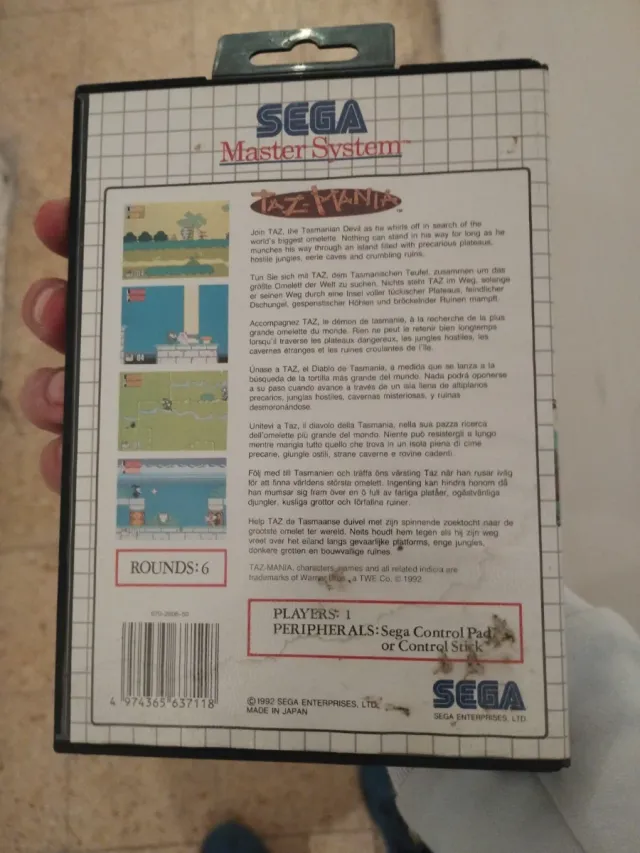 SEGA
Master System™
TAZ-MANIA™
Join TAZ, the Tasmanian Devil as he whirls off in search of the
world's biggest omelette. Nothing can stand in his way for long as he
munches his way through an island filled with precarious plateaus,
hostile jungles, eerie caves and crumbling ruins.
Tun Sie sich mit TAZ, dem Tasmanischen Teufel, zusammen um das
größte Omelett der Welt zu suchen. Nichts steht TAZ im Weg, solange
er seinen Weg durch eine Insel voller tückischer Plateaus, feindlicher
Dschungel, gespenstischer Höhlen und bröckelnder Ruinen mampft.
Accompagnez TAZ, le démon de tasmanie, à la recherche de la plus
grande omelette du monde. Rien ne peut le retenir bien longtemps
lorsqu'il traverse les plateaux dangereux, les jungles hostiles, les
cavernes étranges et les ruines croulantes de l'île.
Únase a TAZ, el Diablo de Tasmania, a medida que se lanza a la
búsqueda de la tortilla más grande del mundo. Nada podrá oponerse
a su paso cuando avance a través de un isla llena de altiplanos
precarios, junglas hostiles, cavernas misteriosas, y ruinas
desmoronándose.
Unitevi a Taz, il diavolo della Tasmania, nella sua pazza ricerca
dell'omelette più grande del mondo. Niente può resistergli e lungo
mentre mangia tutto quello che trova in un isola piena di cime
precarie, giungle ostili, strane caverne e rovine cadenti.
Följ med till Tasmanien och träffa öns värsting Taz när han rusar iväg
för att finna världens största omelett. Ingenting kan hindra honom då
han mumsar sig fram över en ö full av farliga platåer, ogästvänliga
djungler, kusliga grottor och förfallna ruiner.
Help TAZ da Tasmaanse duivel met zijn spinnende zoektocht naar de
grootste omelet ter wereld. Neits houdt hem tegen als hij zijn weg
vreet over het eiland langs gevaarlijke platforms, enge jungles,
donkere grotten en bouwvallige ruïnes.
TAZ-MANIA, characters, names and all related indicia are
trademarks of Warner Bros., a TWE Co. © 1992
ROUNDS: 6
PLAYERS: 1
PERIPHERALS: Sega Control Pad
or Control Stick
4 974365 637118
©1992 SEGA ENTERPRISES, LTD.
MADE IN JAPAN
SEGA
SEGA ENTERPRISES, LTD.